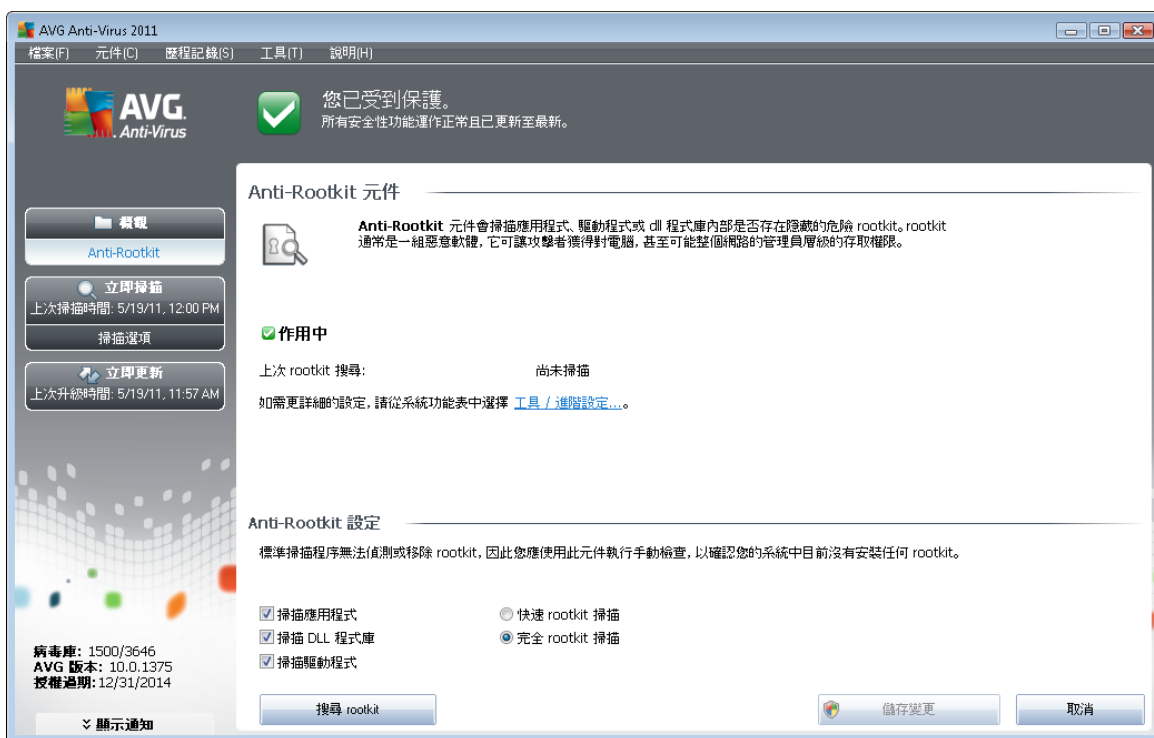 AVG Anti-Virus 2011
檔案(F) 元件(C) 歷程記錄(S) 工具(T) 說明(H)
AVG.
Anti-Virus
您已受到保護。
所有安全性功能運作正常且已更新至最新。
概觀
Anti-Rootkit
立即掃描
上次掃描時間: 5/19/11, 12:00 PM
掃描選項
立即更新
上次升級時間: 5/19/11, 11:57 AM
病毒庫: 1500/3646
AVG 版本: 10.0.1375
授權過期: 12/31/2014
顯示通知
Anti-Rootkit 元件
Anti-Rootkit 元件會掃描應用程式、驅動程式或 dll 程式庫內部是否存在隱藏的危險 rootkit。rootkit
通常是一組惡意軟體, 它可讓攻擊者獲得對電腦, 甚至可能整個網路的管理員層級的存取權限。
作用中
上次 rootkit 搜尋: 尚未掃描
如需更詳細的設定, 請從系統功能表中選擇 工具 / 進階設定...。
Anti-Rootkit 設定
標準掃描程序無法偵測或移除 rootkit, 因此您應使用此元件執行手動檢查, 以確認您的系統中目前沒有安裝任何 rootkit。
掃描應用程式 快速 rootkit 掃描
掃描 DLL 程式庫 完全 rootkit 掃描
掃描驅動程式
搜尋 rootkit 儲存變更 取消